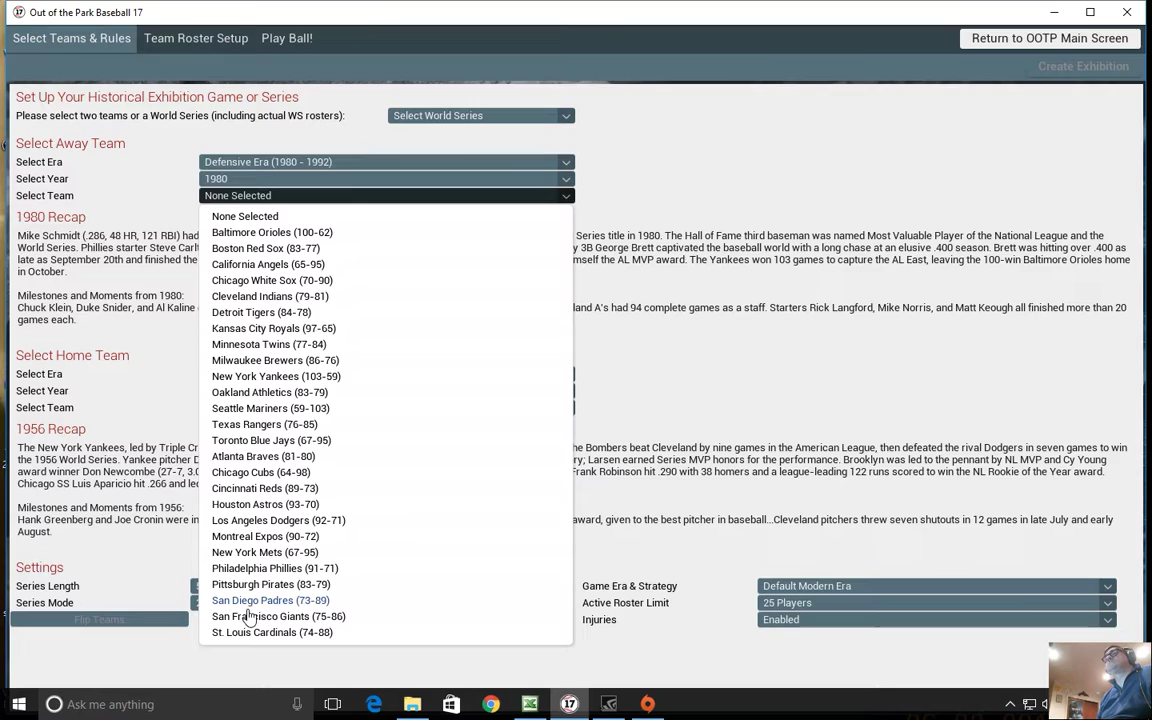 17 Out of the Park Baseball 17
Select Teams & Rules Team Roster Setup Play Ball! Return to OOTP Main Screen
Create Exhibition
Set Up Your Historical Exhibition Game or Series
Please select two teams or a World Series (including actual WS rosters): Select World Series
Select Away Team
Select Era Defensive Era (1980 - 1992)
Select Year 1980
Select Team None Selected
None Selected
Baltimore Orioles (100-62)
Boston Red Sox (83-77)
California Angels (65-95)
Chicago White Sox (70-90)
Cleveland Indians (79-81)
Detroit Tigers (84-78)
Kansas City Royals (97-65)
Minnesota Twins (77-84)
Milwaukee Brewers (86-76)
New York Yankees (103-59)
Oakland Athletics (83-79)
Seattle Mariners (59-103)
Texas Rangers (76-85)
Toronto Blue Jays (67-95)
Atlanta Braves (81-80)
Chicago Cubs (64-98)
Cincinnati Reds (89-73)
Houston Astros (93-70)
Los Angeles Dodgers (92-71)
Montreal Expos (90-72)
New York Mets (67-95)
Philadelphia Phillies (91-71)
Pittsburgh Pirates (83-79)
San Diego Padres (73-89)
San Francisco Giants (75-86)
St. Louis Cardinals (74-88)
1980 Recap
Mike Schmidt (.286, 48 HR, 121 RBI) had Series title in 1980. The Hall of Fame third baseman was named Most Valuable Player of the National League and the
World Series. Phillies starter Steve Carlt y 3B George Brett captivated the baseball world with a long chase at an elusive .400 season. Brett was hitting over .400 as
late as September 20th and finished the mself the AL MVP award. The Yankees won 103 games to capture the AL East, leaving the 100-win Baltimore Orioles home
in October.
Milestones and Moments from 1980:
Chuck Klein, Duke Snider, and Al Kaline land A's had 94 complete games as a staff. Starters Rick Langford, Mike Norris, and Matt Keough all finished more than 20
games each.
Select Home Team
Select Era
Select Year
Select Team
1956 Recap
The New York Yankees, led by Triple Cr the Bombers beat Cleveland by nine games in the American League, then defeated the rival Dodgers in seven games to win
the 1956 World Series. Yankee pitcher D ; Larsen earned Series MVP honors for the performance. Brooklyn was led to the pennant by NL MVP and Cy Young
award winner Don Newcombe (27-7, 3.0 Frank Robinson hit .290 with 38 homers and a league-leading 122 runs scored to win the NL Rookie of the Year award.
Chicago SS Luis Aparicio hit .266 and led
Milestones and Moments from 1956:
Hank Greenberg and Joe Cronin were in award, given to the best pitcher in baseball...Cleveland pitchers threw seven shutouts in 12 games in late July and early
August.
Settings
Series Length Game Era & Strategy Default Modern Era
Series Mode Active Roster Limit 25 Players
Flip Teams Injuries Enabled
Ask me anything